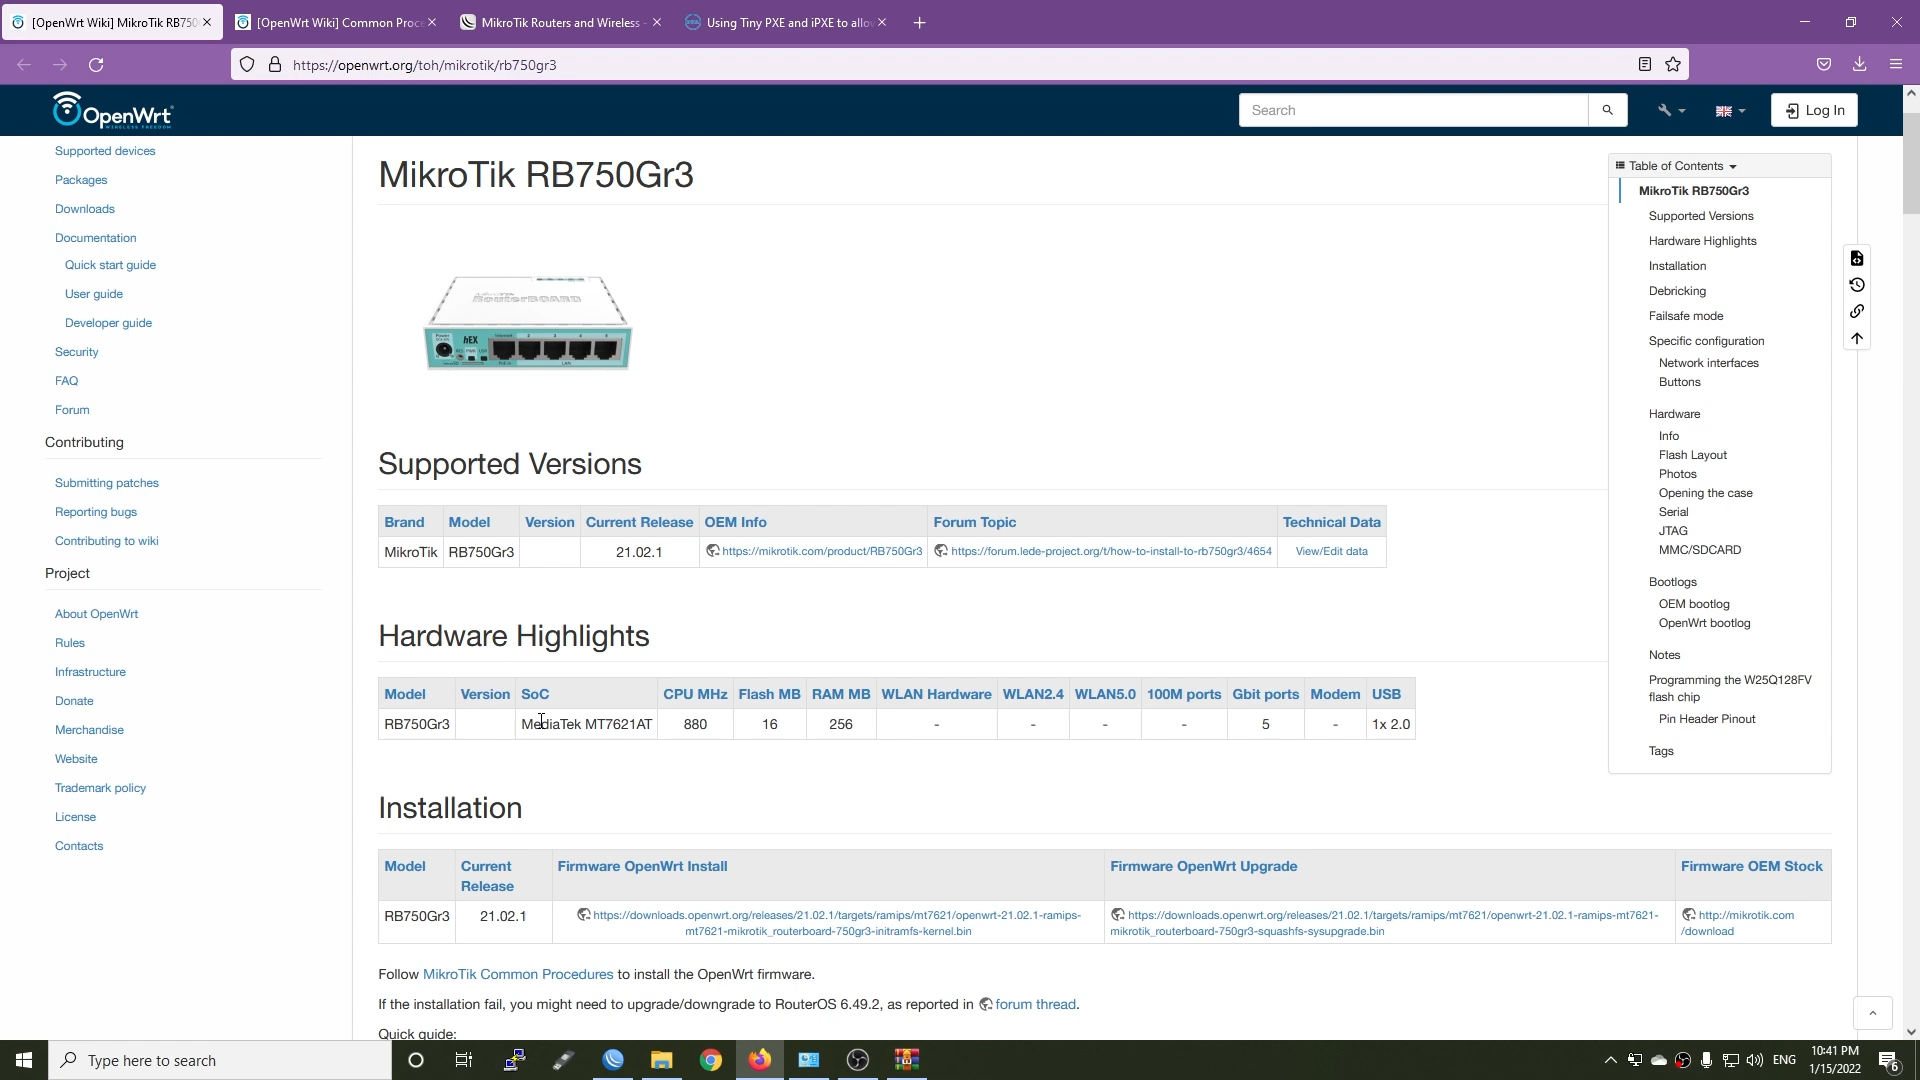 [OpenWrt Wiki] MikroTik RB750
[OpenWrt Wiki] Common Proce
MikroTik Routers and Wireless -
Using Tiny PXE and iPXE to allo
https://openwrt.org/toh/mikrotik/rb750gr3
OpenWrt
WIRELESS FREEDOM
Search
Log In
Supported devices
Packages
Downloads
Documentation
Quick start guide
User guide
Developer guide
Security
FAQ
Forum
Contributing
Submitting patches
Reporting bugs
Contributing to wiki
Project
About OpenWrt
Rules
Infrastructure
Donate
Merchandise
Website
Trademark policy
License
Contacts
MikroTik RB750Gr3
MikroTik
RouterBOARD
hEX
Supported Versions
Brand Model Version Current Release OEM Info Forum Topic Technical Data
MikroTik RB750Gr3 21.02.1 https://mikrotik.com/product/RB750Gr3 https://forum.lede-project.org/t/how-to-install-to-rb750gr3/4654 View/Edit data
Hardware Highlights
Model Version SoC CPU MHz Flash MB RAM MB WLAN Hardware WLAN2.4 WLAN5.0 100M ports Gbit ports Modem USB
RB750Gr3 MediaTek MT7621AT 880 16 256 - - - - 5 - 1x 2.0
Installation
Model Current Release Firmware OpenWrt Install Firmware OpenWrt Upgrade Firmware OEM Stock
RB750Gr3 21.02.1 https://downloads.openwrt.org/releases/21.02.1/targets/ramips/mt7621/openwrt-21.02.1-ramips-
mt7621-mikrotik_routerboard-750gr3-initramfs-kernel.bin
https://downloads.openwrt.org/releases/21.02.1/targets/ramips/mt7621/openwrt-21.02.1-ramips-mt7621-
mikrotik_routerboard-750gr3-squashfs-sysupgrade.bin
http://mikrotik.com
/download
Follow MikroTik Common Procedures to install the OpenWrt firmware.
If the installation fail, you might need to upgrade/downgrade to RouterOS 6.49.2, as reported in forum thread.
Quick guide:
Table of Contents
MikroTik RB750Gr3
Supported Versions
Hardware Highlights
Installation
Debricking
Failsafe mode
Specific configuration
Network interfaces
Buttons
Hardware
Info
Flash Layout
Photos
Opening the case
Serial
JTAG
MMC/SDCARD
Bootlogs
OEM bootlog
OpenWrt bootlog
Notes
Programming the W25Q128FV
flash chip
Pin Header Pinout
Tags
Type here to search
ENG
10:41 PM
1/15/2022
6